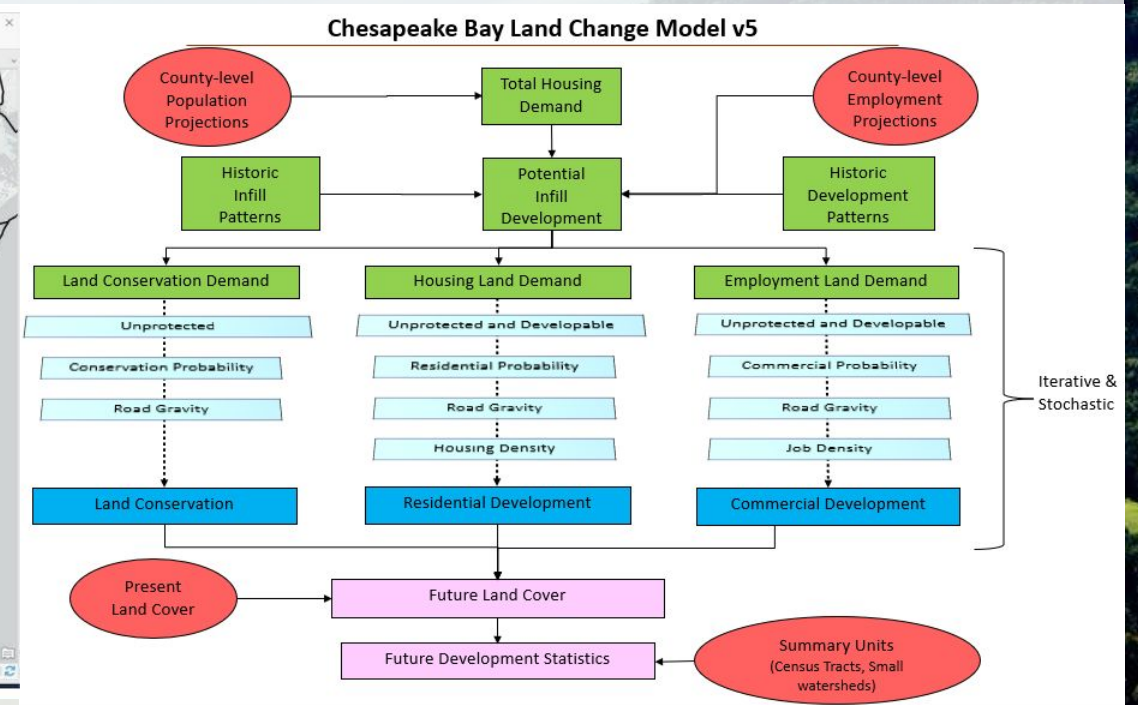 Chesapeake Bay Land Change Model v5
County-level
Population
Projections
Total Housing
Demand
County-level
Employment
Projections
Historic
Infill
Patterns
Potential
Infill
Development
Historic
Development
Patterns
Land Conservation Demand
Housing Land Demand
Employment Land Demand
Unprotected
Unprotected and Developable
Unprotected and Developable
Conservation Probability
Residential Probability
Commercial Probability
Road Gravity
Road Gravity
Road Gravity
Housing Density
Job Density
Iterative &
Stochastic
Land Conservation
Residential Development
Commercial Development
Present
Land Cover
Future Land Cover
Future Development Statistics
Summary Units
(Census Tracts, Small
watersheds)